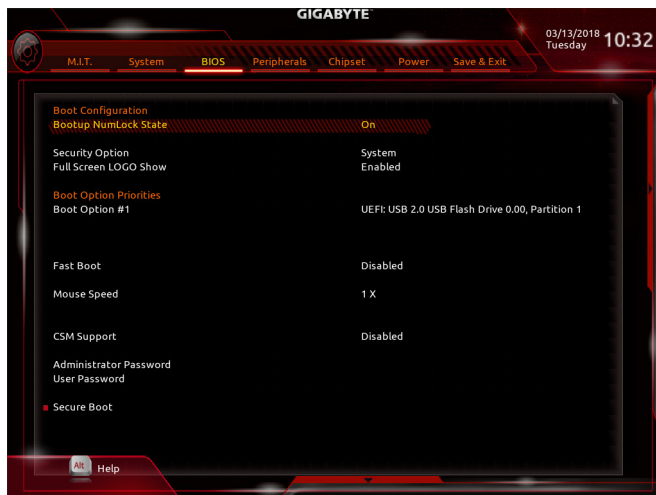 GIGABYTE™
03/13/2018
Tuesday 10:32
M.I.T. System BIOS Peripherals Chipset Power Save & Exit
Boot Configuration
Bootup NumLock State On
Security Option System
Full Screen LOGO Show Enabled
Boot Option Priorities
Boot Option #1 UEFI: USB 2.0 USB Flash Drive 0.00, Partition 1
Fast Boot Disabled
Mouse Speed 1 X
CSM Support Disabled
Administrator Password
User Password
Secure Boot
Alt Help